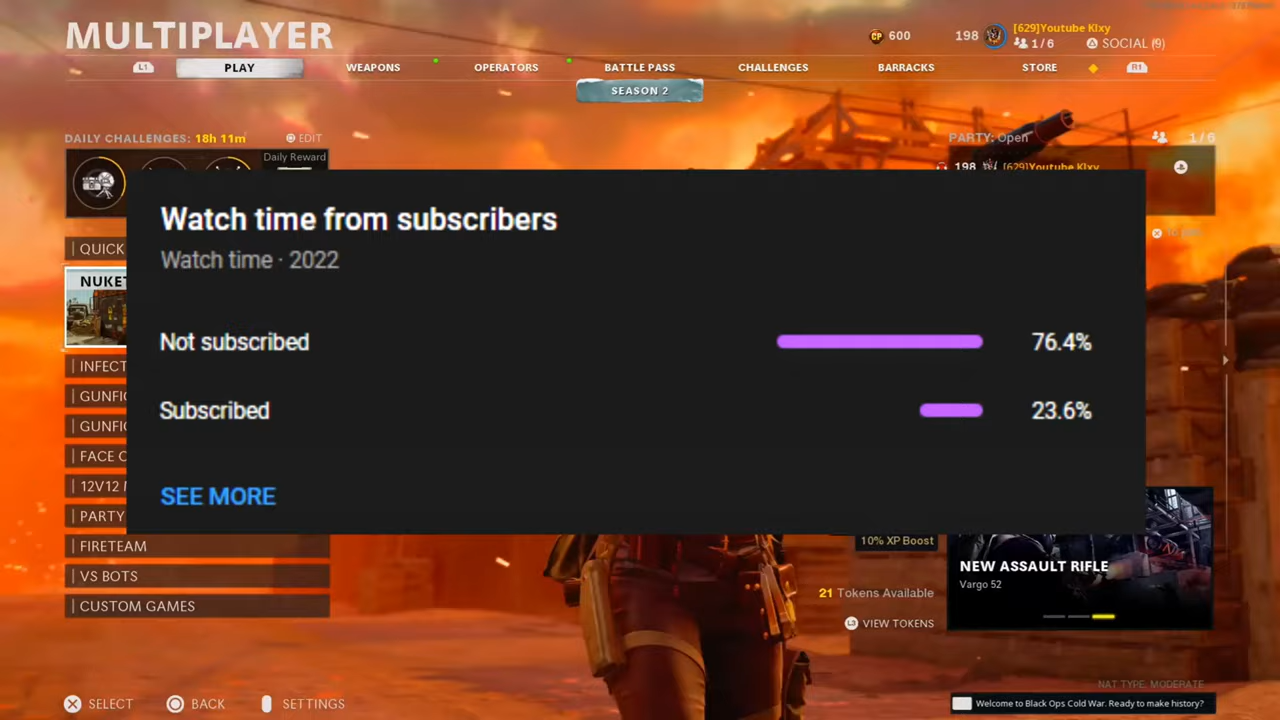 MULTIPLAYER
600
198
[629]Youtube Klxy
1/6
SOCIAL (9)
L1
PLAY
WEAPONS
OPERATORS
BATTLE PASS
CHALLENGES
BARRACKS
STORE
R1
SEASON 2
DAILY CHALLENGES: 18h 11m
EDIT
PARTY: Open
1/6
Daily Reward
198
[629]Youtube Klxy
Watch time from subscribers
Watch time · 2022
QUICK
NUKET
Not subscribed
76.4%
INFECT
GUNFI
Subscribed
23.6%
GUNFI
FACE O
12V12
SEE MORE
PARTY
FIRETEAM
10% XP Boost
VS BOTS
NEW ASSAULT RIFLE
Vargo 52
21 Tokens Available
CUSTOM GAMES
L3
VIEW TOKENS
NAT TYPE: MODERATE
SELECT
BACK
SETTINGS
Welcome to Black Ops Cold War. Ready to make history?